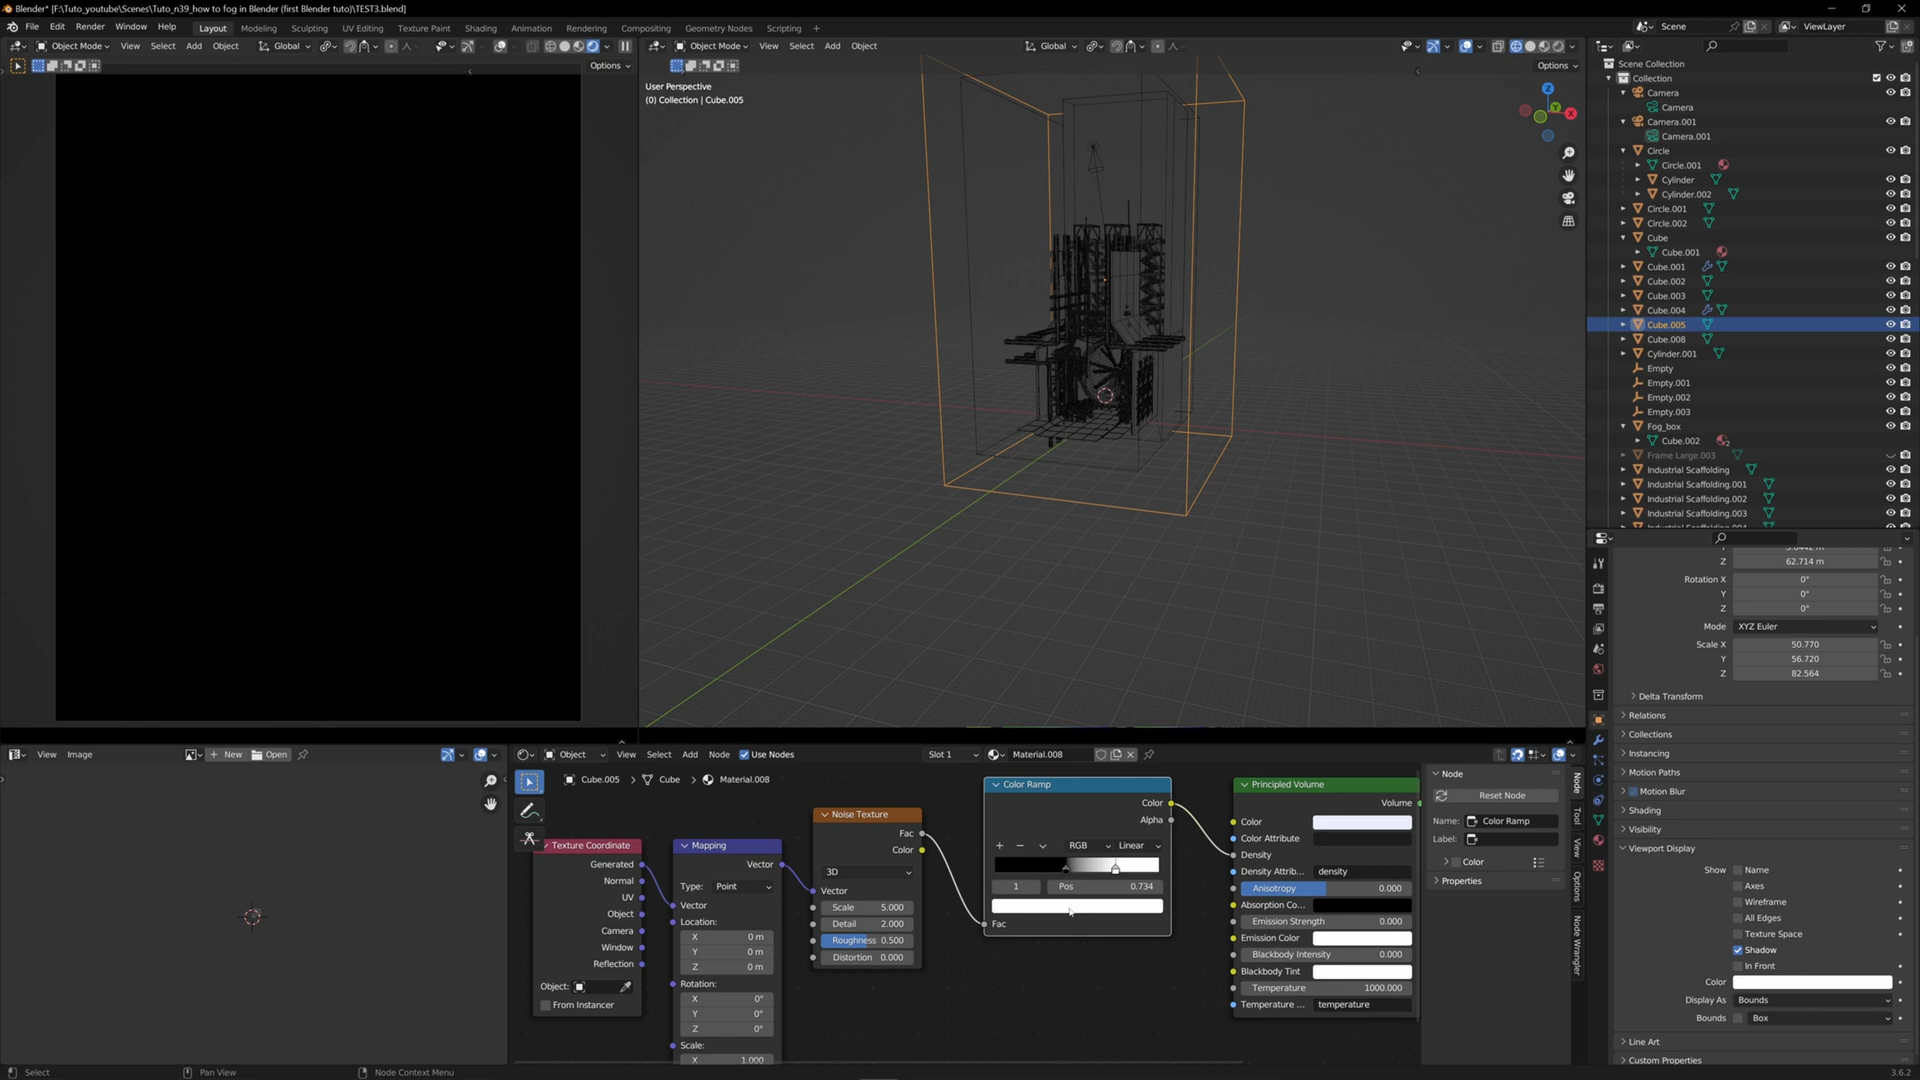 Blender* [F:\Tuto_youtube\Scenes\Tuto_n39_how to fog in Blender (first Blender tuto)\TEST3.blend]
File Edit Render Window Help Layout Modeling Sculpting UV Editing Texture Paint Shading Animation Rendering Compositing Geometry Nodes Scripting + Scene ViewLayer
Object Mode View Select Add Object Global
Options
Object Mode View Select Add Object Global
Options
User Perspective
(0) Collection | Cube.005
Z
Y
X
Scene Collection
Collection
Camera
Camera
Camera.001
Camera.001
Circle
Circle.001
Cylinder
Cylinder.002
Circle.001
Circle.002
Cube
Cube.001
Cube.001
Cube.002
Cube.003
Cube.004
Cube.005
Cube.008
Cylinder.001
Empty
Empty.001
Empty.002
Empty.003
Fog_box
Cube.002 2
Frame Large.003
Industrial Scaffolding
Industrial Scaffolding.001
Industrial Scaffolding.002
Industrial Scaffolding.003
Z 62.714 m
Rotation X 0°
Y 0°
Z 0°
Mode XYZ Euler
Scale X 50.770
Y 56.720
Z 82.564
Delta Transform
Relations
Collections
Instancing
Motion Paths
Motion Blur
Shading
Visibility
Viewport Display
Show Name
Axes
Wireframe
All Edges
Texture Space
Shadow
In Front
Color
Display As Bounds
Bounds Box
Line Art
Custom Properties
View Image New Open
Object View Select Add Node Use Nodes Slot 1 Material.008
Cube.005 > Cube > Material.008
Texture Coordinate
Generated
Normal
UV
Object
Camera
Window
Reflection
Object:
From Instancer
Mapping
Vector
Type: Point
Vector
Location:
X 0 m
Y 0 m
Z 0 m
Rotation:
X 0°
Y 0°
Z 0°
Scale:
X 1.000
Noise Texture
Fac
Color
3D
Vector
Scale 5.000
Detail 2.000
Roughness 0.500
Distortion 0.000
Color Ramp
Color
Alpha
+ − RGB Linear
1 Pos 0.734
Fac
Principled Volume
Volume
Color
Color Attribute
Density
Density Attrib... density
Anisotropy 0.000
Absorption Co...
Emission Strength 0.000
Emission Color
Blackbody Intensity 0.000
Blackbody Tint
Temperature 1000.000
Temperature ... temperature
Node
Reset Node
Name: Color Ramp
Label:
Color
Properties
Node
Tool
View
Options
Node Wrangler
Select Pan View Node Context Menu 3.6.2